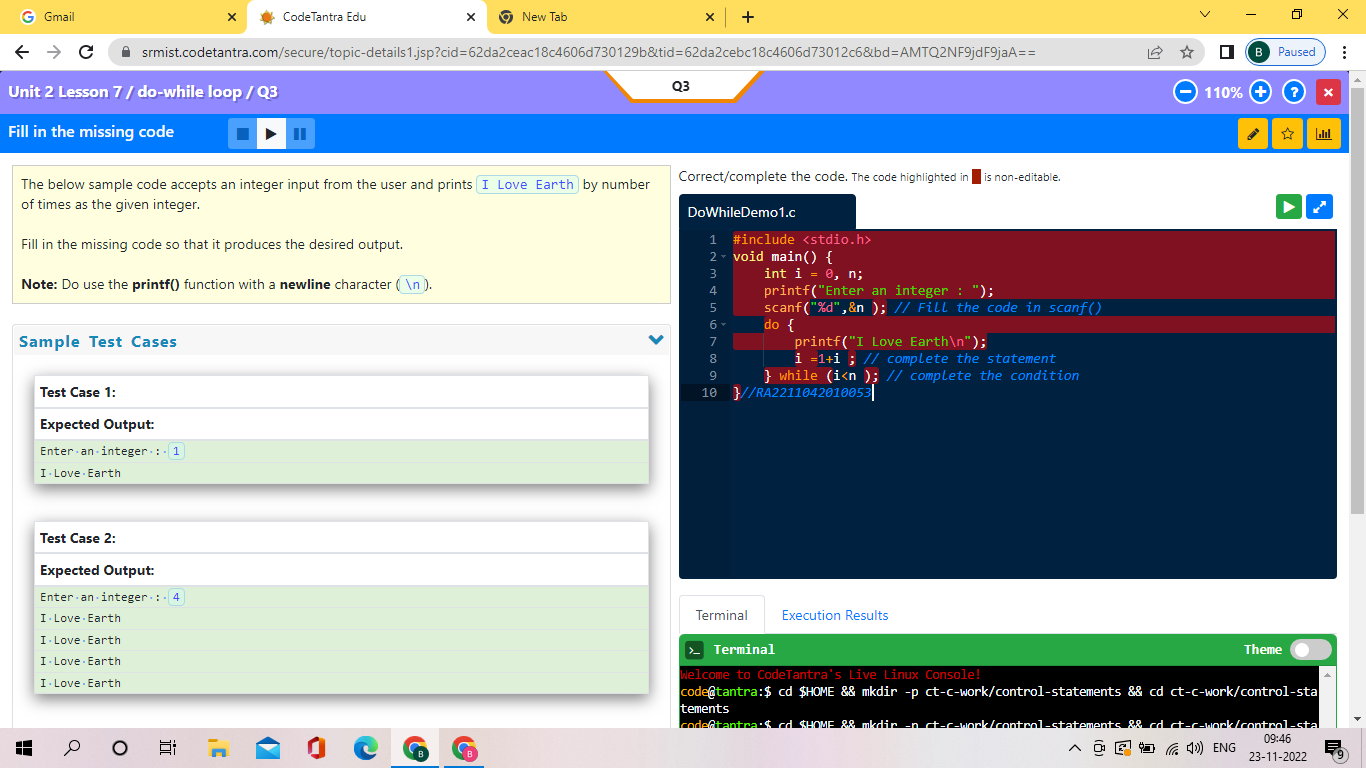 Gmail
CodeTantra Edu
New Tab
srmist.codetantra.com/secure/topic-details1.jsp?cid=62da2ceac18c4606d730129b&tid=62da2cebc18c4606d73012c6&bd=AMTQ2NF9jdF9jaA==
B Paused
Unit 2 Lesson 7 / do-while loop / Q3
Q3
110%
Fill in the missing code
The below sample code accepts an integer input from the user and prints I Love Earth by number
of times as the given integer.
Fill in the missing code so that it produces the desired output.
Note: Do use the printf() function with a newline character ( \n ).
Sample Test Cases
Test Case 1:
Expected Output:
Enter·an·integer·:· 1
I·Love·Earth
Test Case 2:
Expected Output:
Enter·an·integer·:· 4
I·Love·Earth
I·Love·Earth
I·Love·Earth
I·Love·Earth
Correct/complete the code. The code highlighted in is non-editable.
DoWhileDemo1.c
1 #include <stdio.h>
2 void main() {
3 int i = 0, n;
4 printf("Enter an integer : ");
5 scanf("%d",&n ); // Fill the code in scanf()
6 do {
7 printf("I Love Earth\n");
8 i =1+i ; // complete the statement
9 } while (i<n ); // complete the condition
10 }//RA2211042010053
Terminal
Execution Results
>_ Terminal
Theme
Welcome to CodeTantra's Live Linux Console!
code@tantra:$ cd $HOME && mkdir -p ct-c-work/control-statements && cd ct-c-work/control-sta
tements
code@tantra:$ cd $HOME && mkdir -p ct-c-work/control-statements && cd ct-c-work/control-sta
ENG
09:46
23-11-2022
9